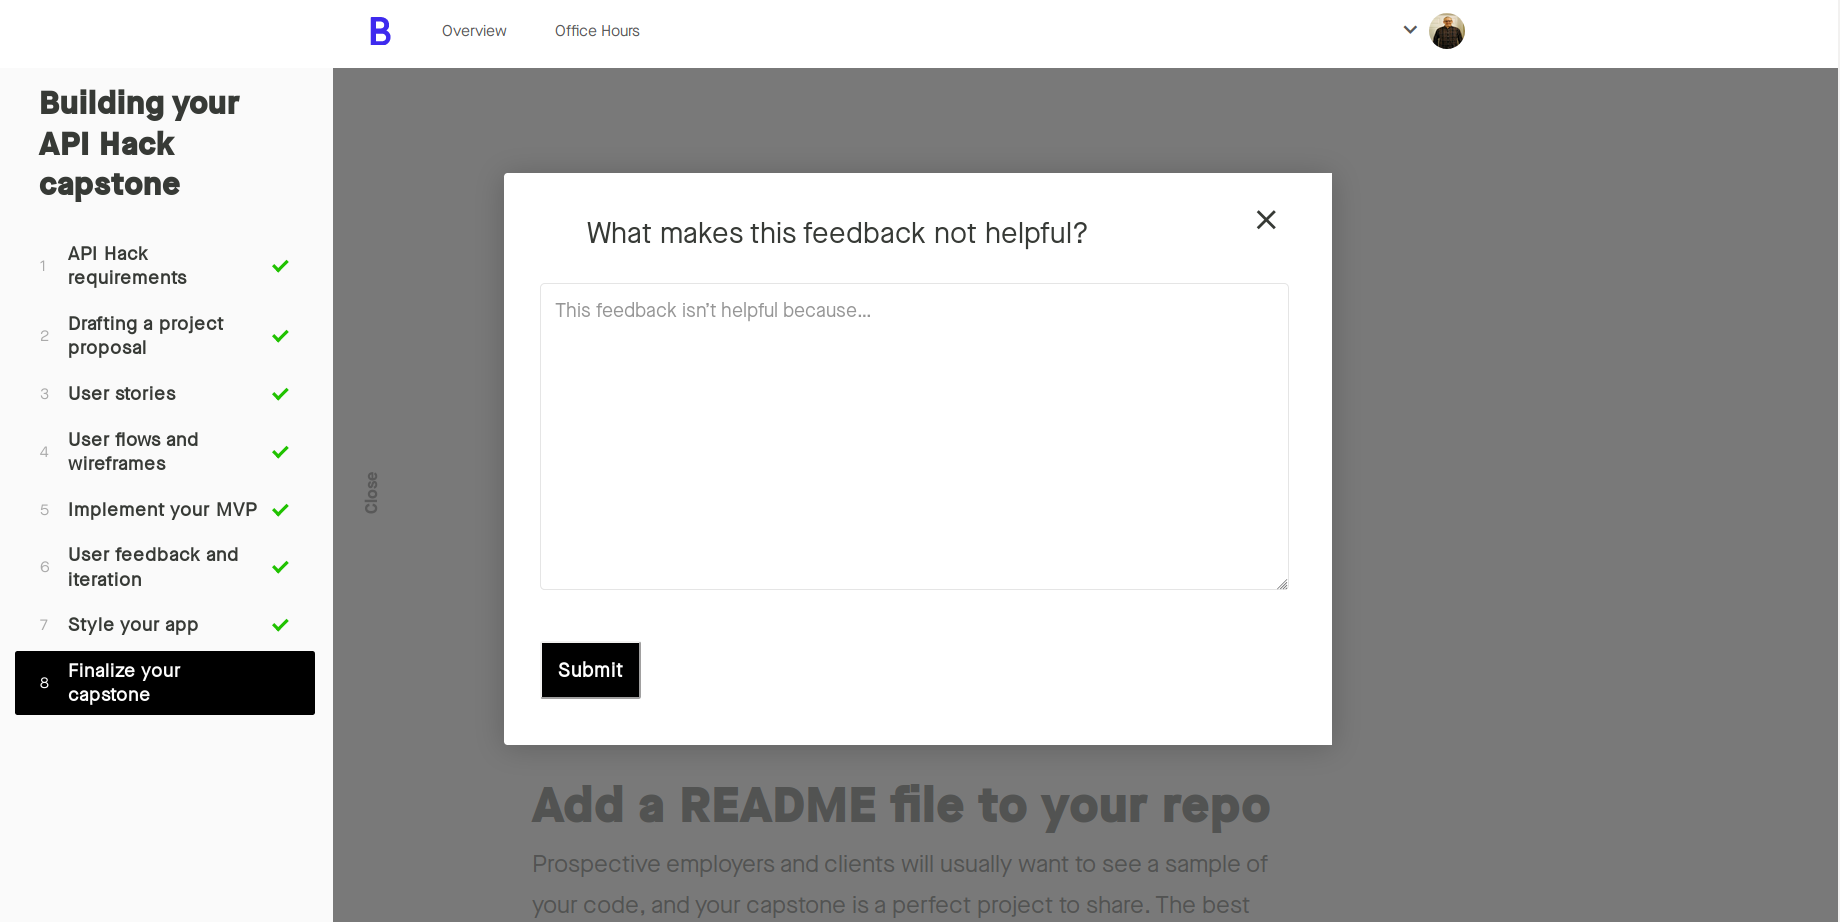 B
Overview
Office Hours
Building your
API Hack
capstone
1
API Hack
requirements
2
Drafting a project
proposal
3
User stories
4
User flows and
wireframes
5
Implement your MVP
6
User feedback and
iteration
7
Style your app
8
Finalize your
capstone
Close
What makes this feedback not helpful?
This feedback isn't helpful because...
Submit
Add a README file to your repo
Prospective employers and clients will usually want to see a sample of
your code, and your capstone is a perfect project to share. The best